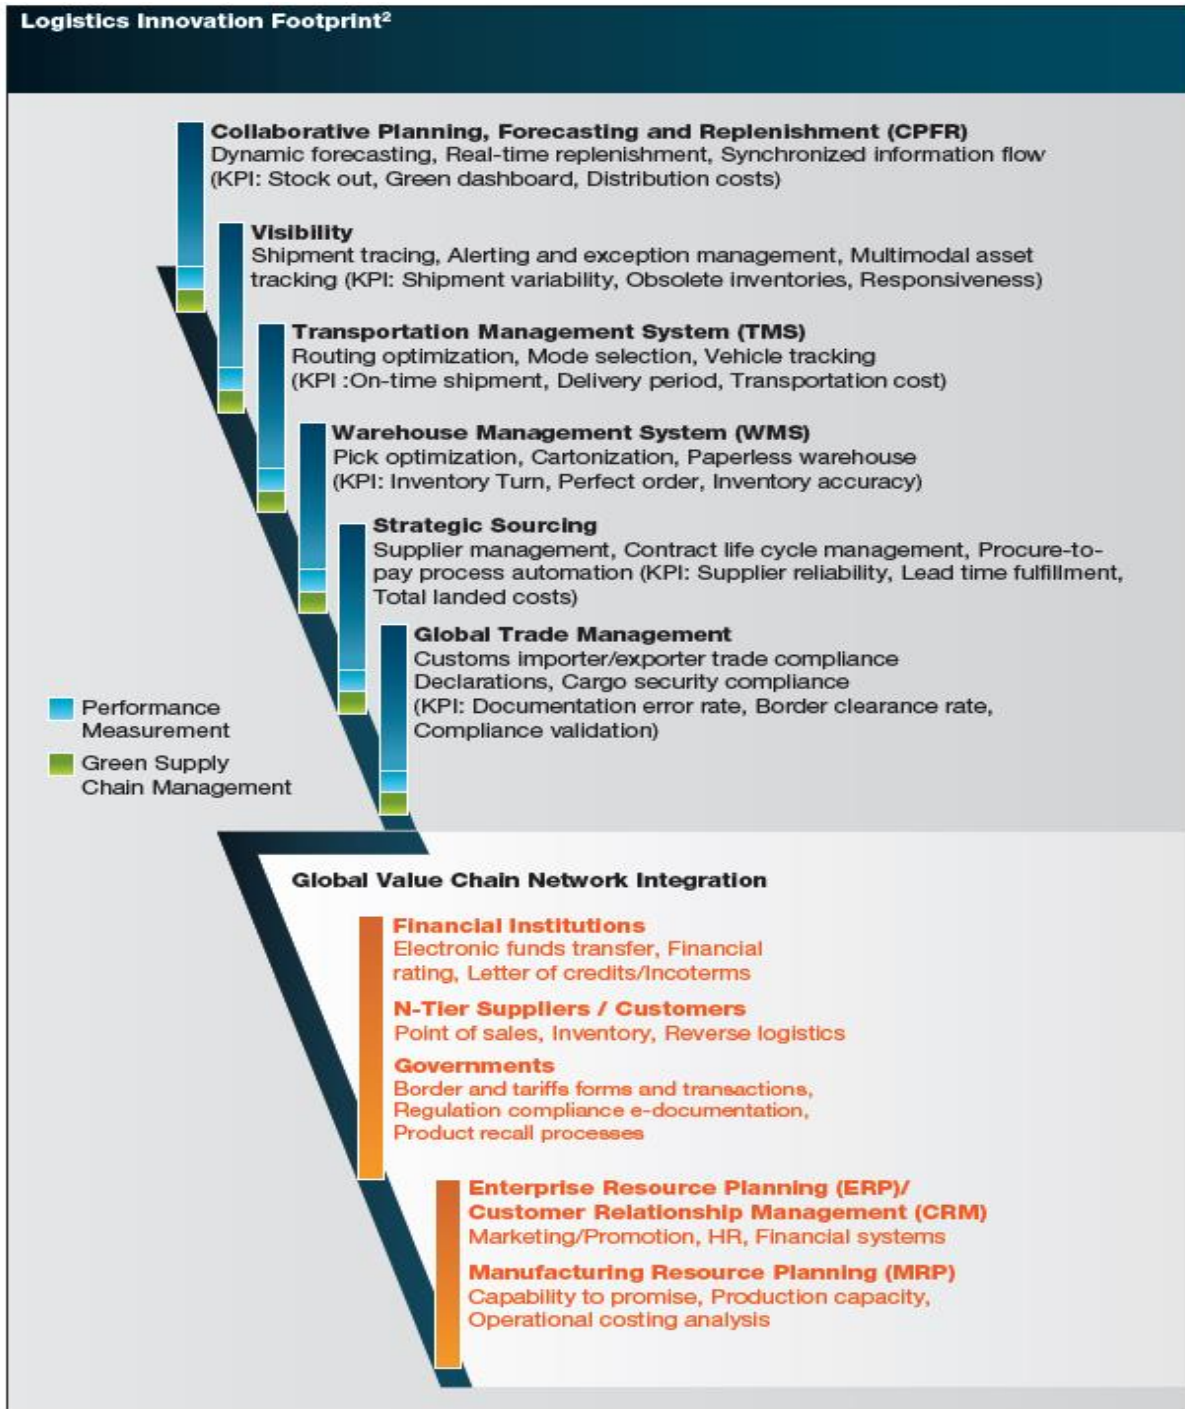 Logistics Innovation Footprint²
Collaborative Planning, Forecasting and Replenishment (CPFR)
Dynamic forecasting, Real-time replenishment, Synchronized information flow
(KPI: Stock out, Green dashboard, Distribution costs)
Visibility
Shipment tracing, Alerting and exception management, Multimodal asset
tracking (KPI: Shipment variability, Obsolete inventories, Responsiveness)
Transportation Management System (TMS)
Routing optimization, Mode selection, Vehicle tracking
(KPI :On-time shipment, Delivery period, Transportation cost)
Warehouse Management System (WMS)
Pick optimization, Cartonization, Paperless warehouse
(KPI: Inventory Turn, Perfect order, Inventory accuracy)
Strategic Sourcing
Supplier management, Contract life cycle management, Procure-to-
pay process automation (KPI: Supplier reliability, Lead time fulfillment,
Total landed costs)
Global Trade Management
Customs importer/exporter trade compliance
Declarations, Cargo security compliance
(KPI: Documentation error rate, Border clearance rate,
Compliance validation)
Performance
Measurement
Green Supply
Chain Management
Global Value Chain Network Integration
Financial Institutions
Electronic funds transfer, Financial
rating, Letter of credits/Incoterms
N-Tier Suppliers / Customers
Point of sales, Inventory, Reverse logistics
Governments
Border and tariffs forms and transactions,
Regulation compliance e-documentation,
Product recall processes
Enterprise Resource Planning (ERP)/
Customer Relationship Management (CRM)
Marketing/Promotion, HR, Financial systems
Manufacturing Resource Planning (MRP)
Capability to promise, Production capacity,
Operational costing analysis